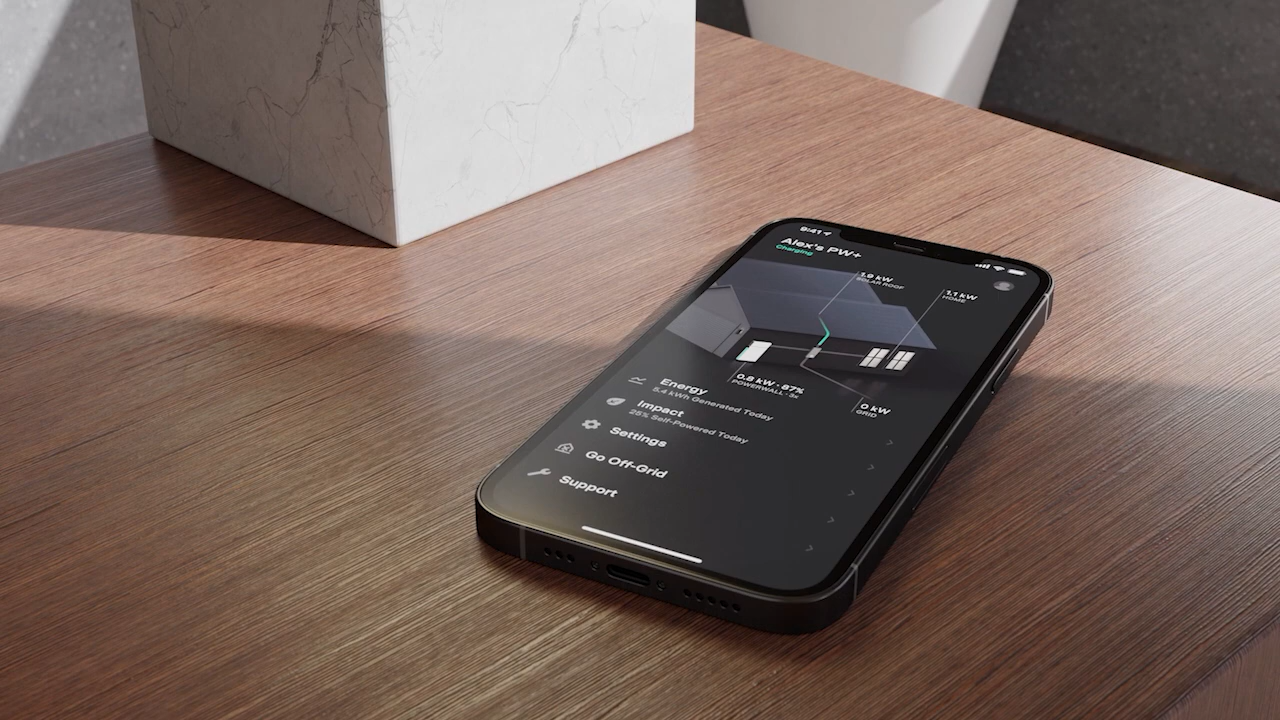 9:41
Alex's PW+
Charging
1.9 kW
SOLAR ROOF
1.1 kW
HOME
0.8 kW · 87%
POWERWALL · 3x
0 kW
GRID
Energy
5.4 kWh Generated Today
Impact
25% Self-Powered Today
Settings
Go Off-Grid
Support